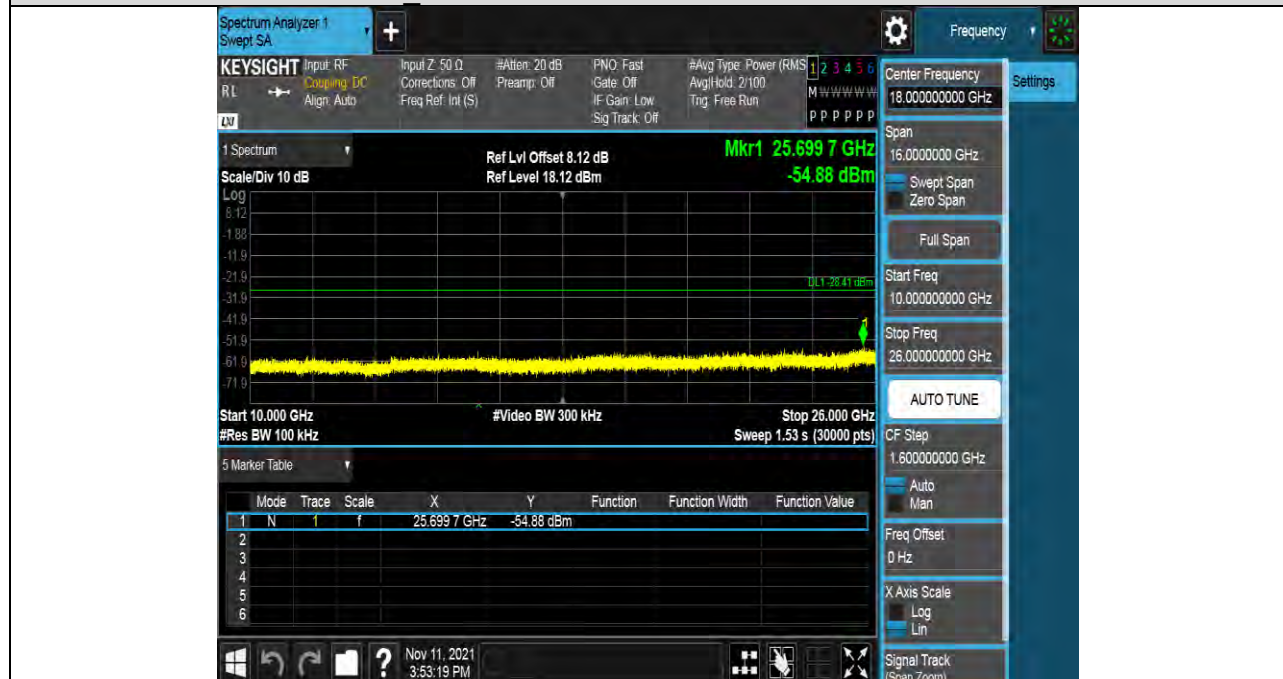 Spectrum Analyzer 1
Swept SA
+
Frequency
KEYSIGHT
RL
LXI
Input: RF
Coupling: DC
Align: Auto
Input Z: 50 Ω
Corrections: Off
Freq Ref: Int (S)
#Atten: 20 dB
Preamp: Off
PNO: Fast
Gate: Off
IF Gain: Low
Sig Track: Off
#Avg Type: Power (RMS
Avg|Hold: 2/100
Trig: Free Run
1 2 3 4 5 6
M W W W W W
P P P P P P
Center Frequency
18.000000000 GHz
Settings
Span
16.0000000 GHz
Swept Span
Zero Span
Full Span
Start Freq
10.000000000 GHz
Stop Freq
26.000000000 GHz
AUTO TUNE
CF Step
1.600000000 GHz
Auto
Man
Freq Offset
0 Hz
X Axis Scale
Log
Lin
Signal Track
(Span Zoom)
1 Spectrum
Scale/Div 10 dB
Ref Lvl Offset 8.12 dB
Ref Level 18.12 dBm
Mkr1 25.699 7 GHz
-54.88 dBm
Log
8.12
-1.88
-11.9
-21.9
-31.9
-41.9
-51.9
-61.9
-71.9
DL1 -28.41 dBm
1
Start 10.000 GHz
#Res BW 100 kHz
#Video BW 300 kHz
Stop 26.000 GHz
Sweep 1.53 s (30000 pts)
5 Marker Table
Mode Trace Scale X Y Function Function Width Function Value
1 N 1 f 25.699 7 GHz -54.88 dBm
2
3
4
5
6
?
Nov 11, 2021
3:53:19 PM